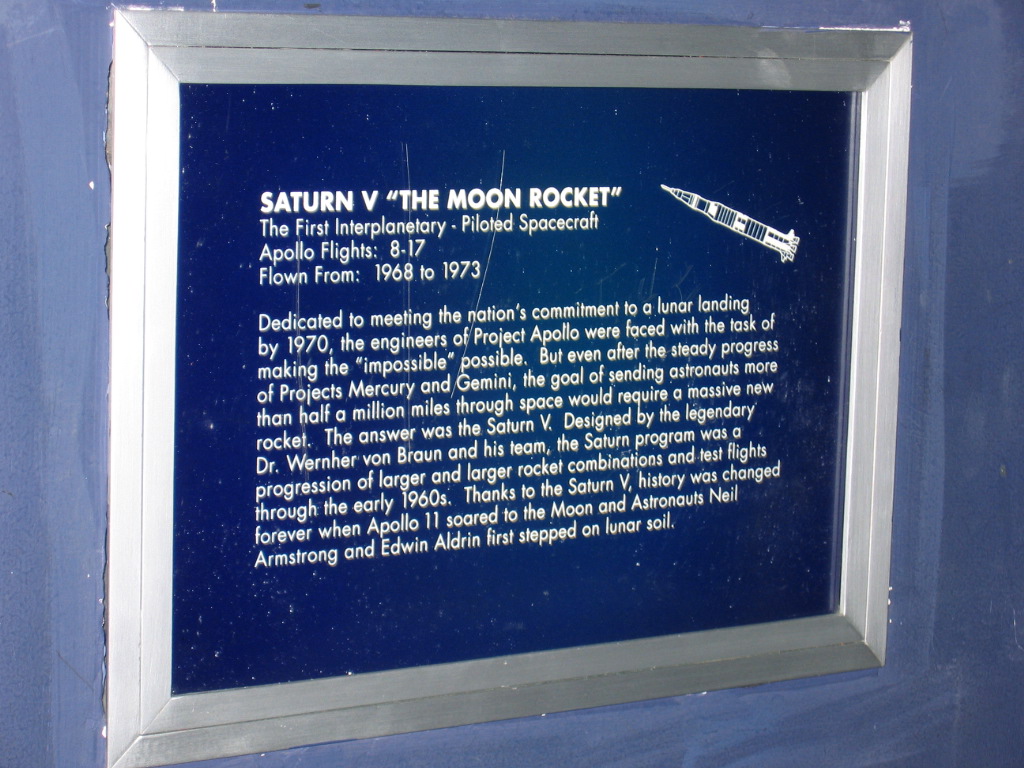 SATURN V "THE MOON ROCKET"
The First Interplanetary - Piloted Spacecraft
Apollo Flights: 8-17
Flown From: 1968 to 1973
Dedicated to meeting the nation's commitment to a lunar landing
by 1970, the engineers of Project Apollo were faced with the task of
making the "impossible" possible. But even after the steady progress
of Projects Mercury and Gemini, the goal of sending astronauts more
than half a million miles through space would require a massive new
rocket. The answer was the Saturn V. Designed by the legendary
Dr. Wernher von Braun and his team, the Saturn program was a
progression of larger and larger rocket combinations and test flights
through the early 1960s. Thanks to the Saturn V, history was changed
forever when Apollo 11 soared to the Moon and Astronauts Neil
Armstrong and Edwin Aldrin first stepped on lunar soil.